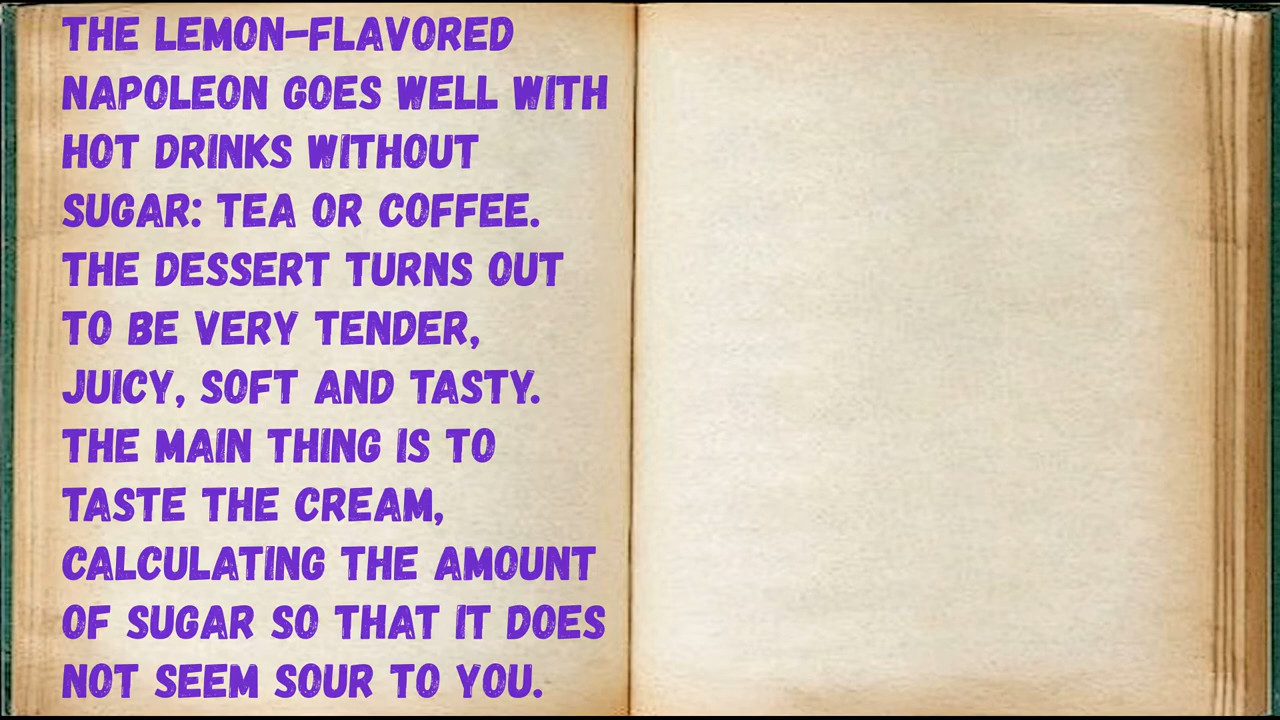 THE LEMON-FLAVORED
NAPOLEON GOES WELL WITH
HOT DRINKS WITHOUT
SUGAR: TEA OR COFFEE.
THE DESSERT TURNS OUT
TO BE VERY TENDER,
JUICY, SOFT AND TASTY.
THE MAIN THING IS TO
TASTE THE CREAM,
CALCULATING THE AMOUNT
OF SUGAR SO THAT IT DOES
NOT SEEM SOUR TO YOU.